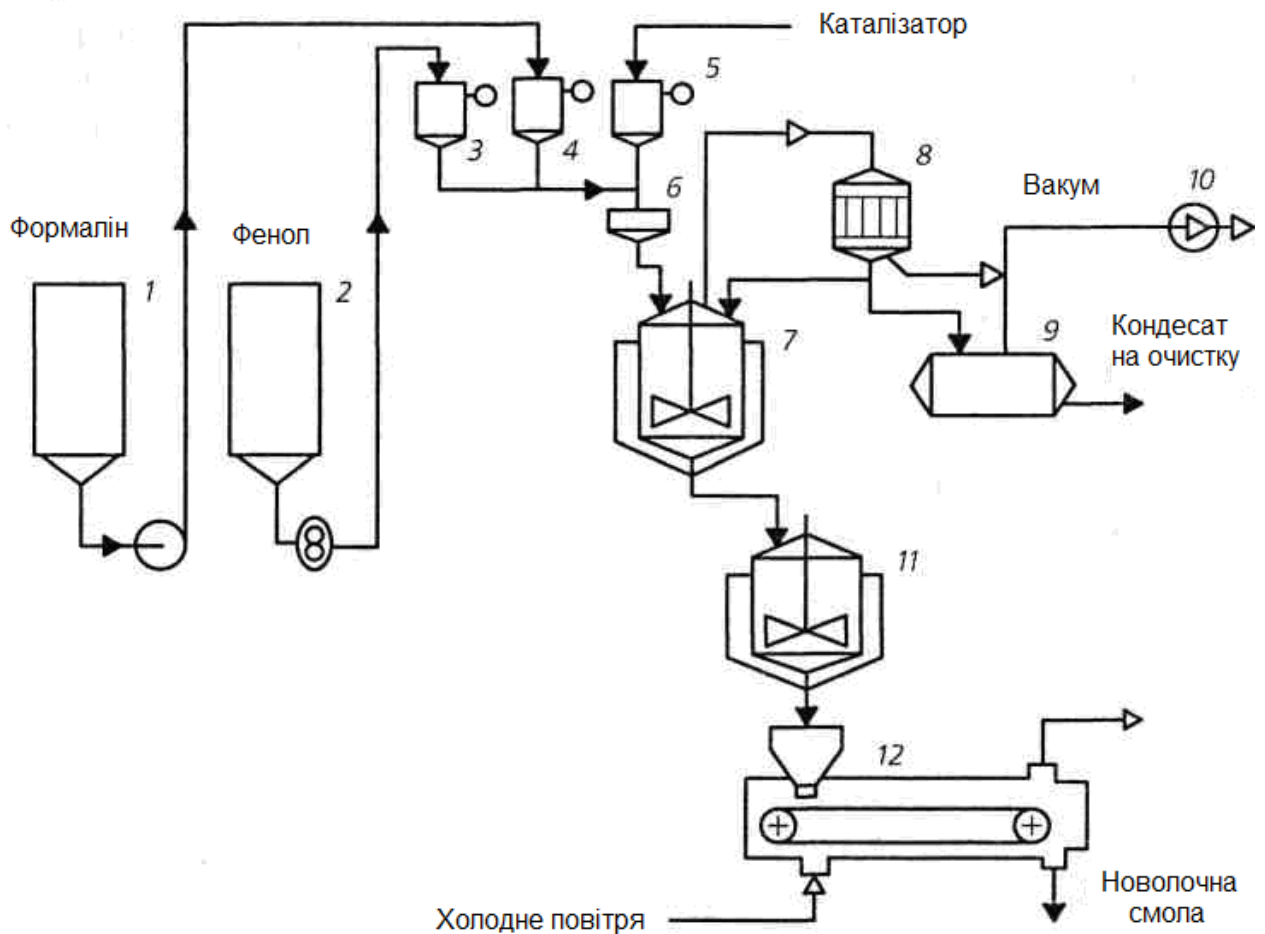 Каталізатор
5
3
4
8
6
Вакум
10
Формалін
Фенол
1
2
7
9
Кондесат
на очистку
11
12
Холодне повітря
Новолочна
смола